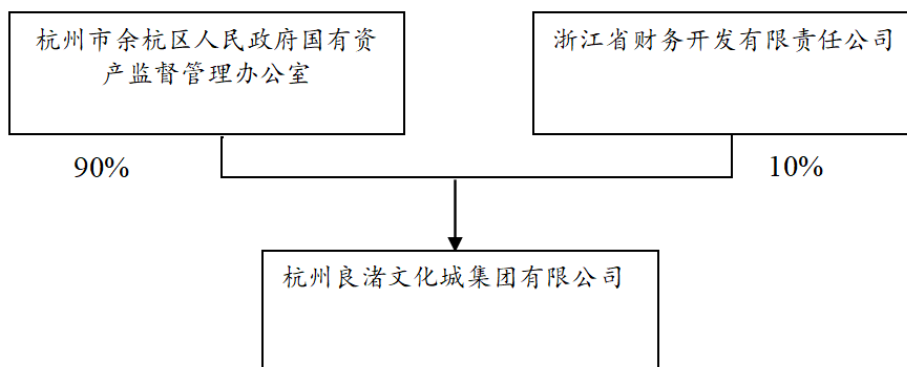 杭州市余杭区人民政府国有资
产监督管理办公室
浙江省财务开发有限责任公司
90%
10%
杭州良渚文化城集团有限公司